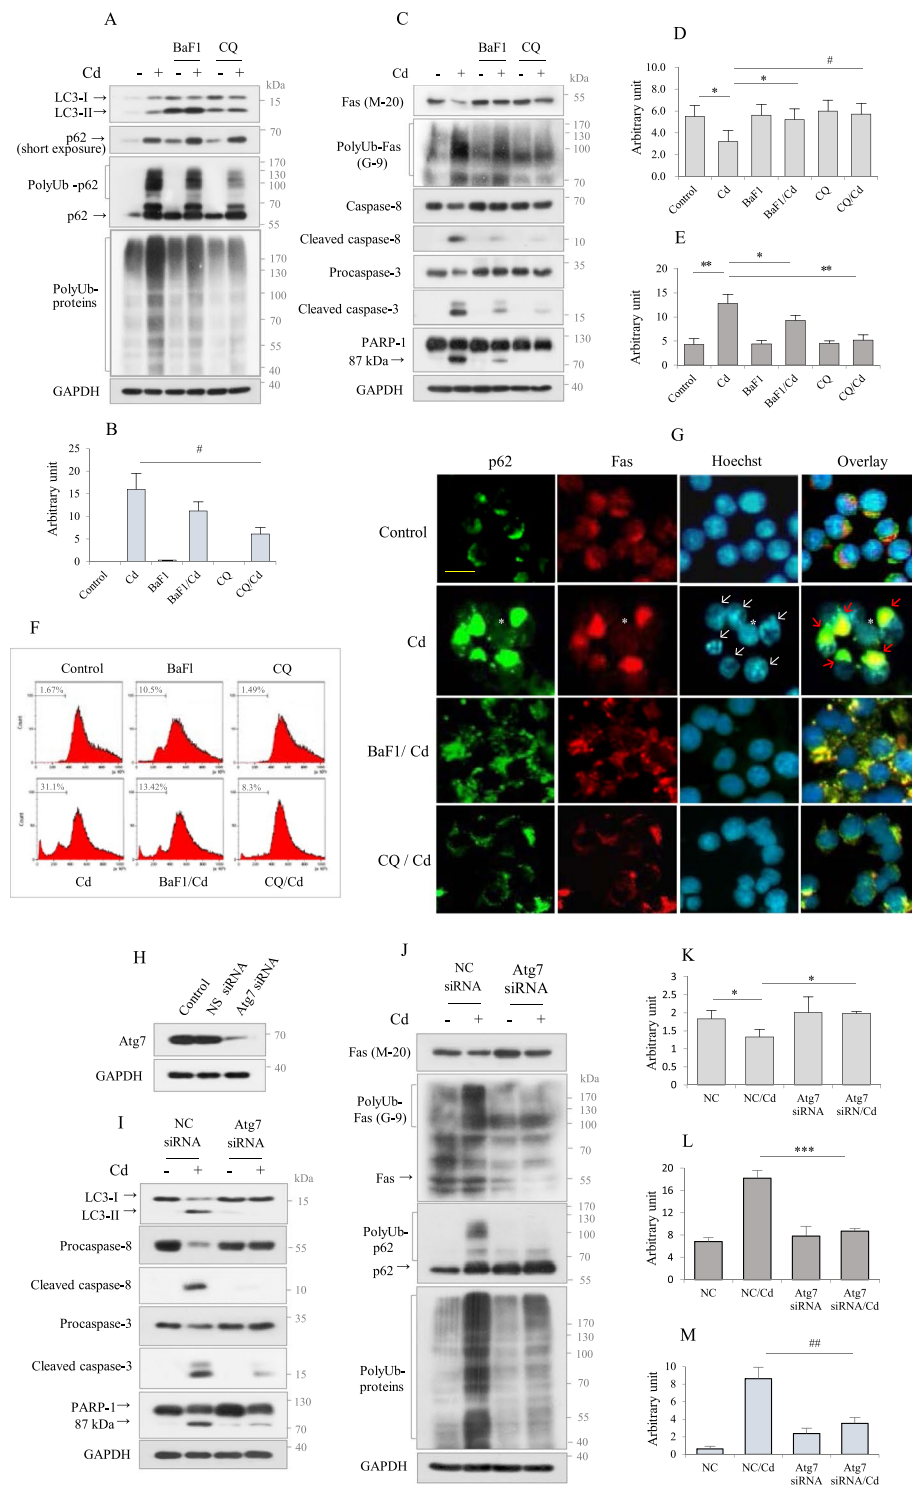 A
BaF1 CQ
Cd - + - + - +
kDa
LC3-I →
LC3-II →
15
p62 →
(short exposure)
70
PolyUb -p62
170
130
100
70
p62 →
55
PolyUb-
proteins
170
130
100
70
55
40
GAPDH
40
B
Arbitrary unit
25
20
15
10
5
0
#
Control Cd BaF1 BaF1/Cd CQ CQ/Cd
C
BaF1 CQ
Cd - + - + - +
kDa
Fas (M-20)
55
PolyUb-Fas
(G-9)
170
130
100
70
Caspase-8
70
Cleaved caspase-8
10
Procaspase-3
35
Cleaved caspase-3
15
PARP-1
130
87 kDa →
70
GAPDH
40
D
Arbitrary unit
10.0
8.0
6.0
4.0
2.0
0.0
* * #
Control Cd BaF1 BaF1/Cd CQ CQ/Cd
E
Arbitrary unit
20
15
10
5
0
** * **
Control Cd BaF1 BaF1/Cd CQ CQ/Cd
F
Control BaFl CQ
1.67% 10.5% 1.49%
Count
31.1% 13.42% 8.3%
Count
Cd BaF1/Cd CQ/Cd
G
p62 Fas Hoechst Overlay
Control
Cd
* * * *
BaF1/ Cd
CQ / Cd
H
Control
NS siRNA
Atg7 siRNA
Atg7
70
GAPDH
40
I
NC
siRNA
Atg7
siRNA
Cd - + - +
kDa
LC3-I →
LC3-II →
15
Procaspase-8
55
Cleaved caspase-8
10
Procaspase-3
35
Cleaved caspase-3
15
PARP-1→
130
87 kDa →
70
GAPDH
40
J
NC
siRNA
Atg7
siRNA
Cd - + - +
Fas (M-20)
55
kDa
PolyUb-
Fas (G-9)
170
130
100
70
Fas →
55
PolyUb-
p62
170
130
100
70
p62 →
55
PolyUb-
proteins
170
130
100
70
55
40
GAPDH
40
K
Arbitrary unit
3
2.5
2
1.5
1
0.5
0
* *
NC NC/Cd Atg7 siRNA Atg7 siRN/Cd
L
Arbitrary unit
20
16
12
8
4
0
***
NC NC/Cd Atg7 siRNA Atg7 siRNA/Cd
M
Arbitrary unit
10
8
6
4
2
0
##
NC NC/Cd Atg7 siRNA Atg7 siRNA/Cd